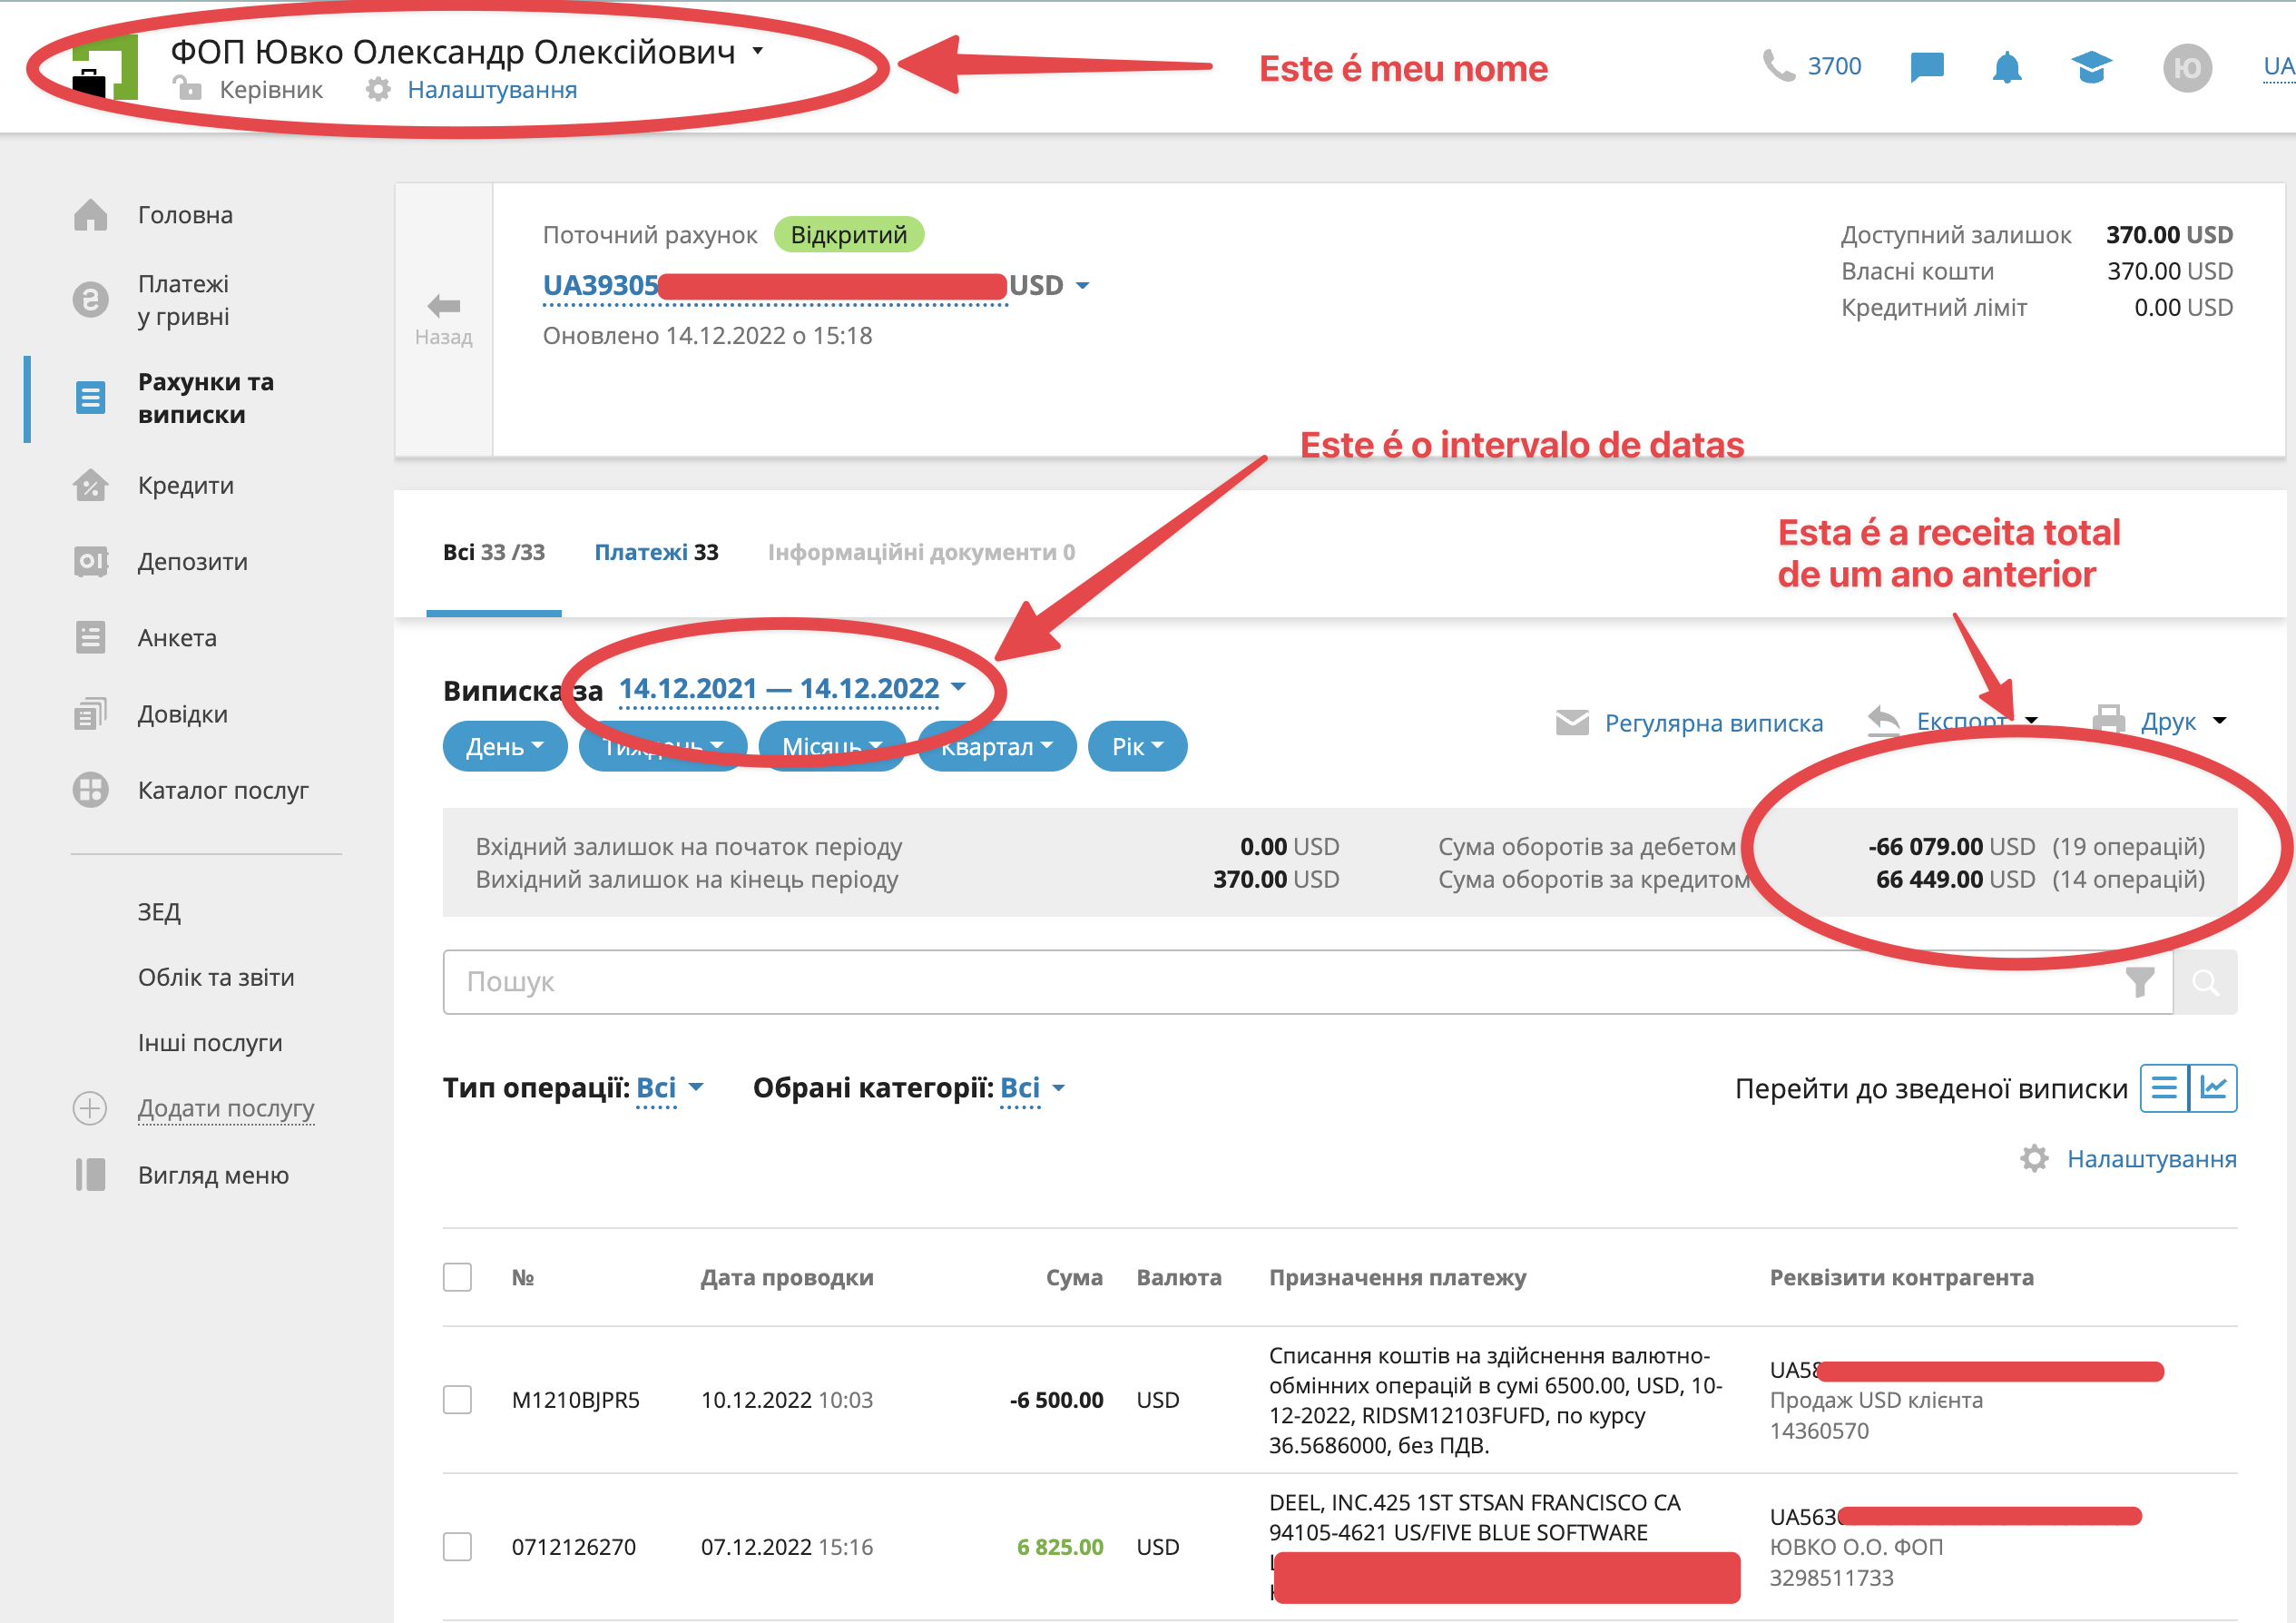 ФОП Ювко Олександр Олексійович
Керівник Налаштування
Este é meu nome
3700
Ю
UA
Головна
Платежі
у гривні
Рахунки та
виписки
Кредити
Депозити
Анкета
Довідки
Каталог послуг
ЗЕД
Облік та звіти
Інші послуги
Додати послугу
Вигляд меню
Назад
Поточний рахунок Відкритий
UA39305 USD
Оновлено 14.12.2022 о 15:18
Доступний залишок 370.00 USD
Власні кошти 370.00 USD
Кредитний ліміт 0.00 USD
Este é o intervalo de datas
Всі 33 /33 Платежі 33 Інформаційні документи 0
Esta é a receita total
de um ano anterior
Виписка за 14.12.2021 — 14.12.2022
День Тиждень Місяць Квартал Рік
Регулярна виписка Експорт Друк
Вхідний залишок на початок періоду 0.00 USD Сума оборотів за дебетом -66 079.00 USD (19 операцій)
Вихідний залишок на кінець періоду 370.00 USD Сума оборотів за кредитом 66 449.00 USD (14 операцій)
Пошук
Тип операції: Всі Обрані категорії: Всі Перейти до зведеної виписки
Налаштування
№ Дата проводки Сума Валюта Призначення платежу Реквізити контрагента
M1210BJPR5 10.12.2022 10:03 -6 500.00 USD
Списання коштів на здійснення валютно-
обмінних операцій в сумі 6500.00, USD, 10-
12-2022, RIDSM12103FUFD, по курсу
36.5686000, без ПДВ.
UA58
Продаж USD клієнта
14360570
0712126270 07.12.2022 15:16 6 825.00 USD
DEEL, INC.425 1ST STSAN FRANCISCO CA
94105-4621 US/FIVE BLUE SOFTWARE
UA563
ЮВКО О.О. ФОП
3298511733